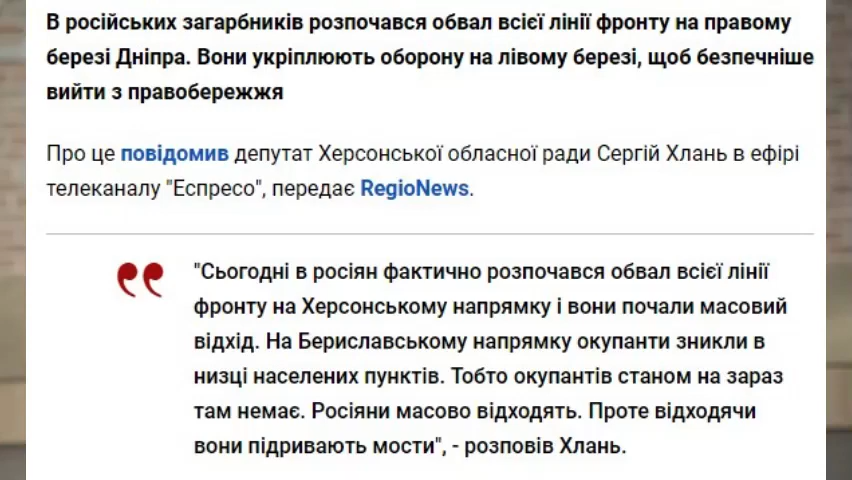 В російських загарбників розпочався обвал всієї лінії фронту на правому
березі Дніпра. Вони укріплюють оборону на лівому березі, щоб безпечніше
вийти з правобережжя
Про це повідомив депутат Херсонської обласної ради Сергій Хлань в ефірі
телеканалу "Еспресо", передає RegioNews.
"Сьогодні в росіян фактично розпочався обвал всієї лінії
фронту на Херсонському напрямку і вони почали масовий
відхід. На Бериславському напрямку окупанти зникли в
низці населених пунктів. Тобто окупантів станом на зараз
там немає. Росіяни масово відходять. Проте відходячи
вони підривають мости", - розповів Хлань.